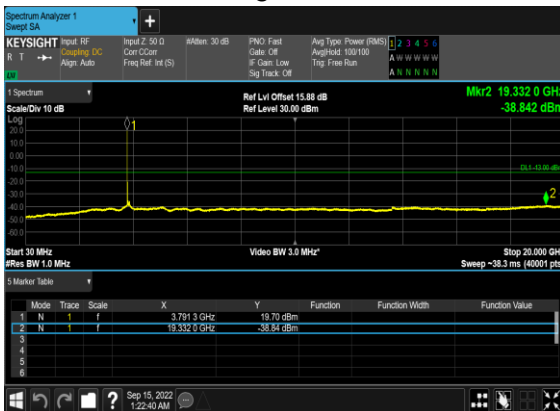 Spectrum Analyzer 1
Swept SA
KEYSIGHT
R T
LV
Input: RF
Coupling: DC
Align: Auto
Input Z: 50 Ω
Corr CCorr
Freq Ref: Int (S)
#Atten: 30 dB
PNO: Fast
Gate: Off
IF Gain: Low
Sig Track: Off
Avg Type: Power (RMS)
Avg|Hold: 100/100
Trig: Free Run
1 2 3 4 5 6
A W W W W W
A N N N N N
1 Spectrum
Scale/Div 10 dB
Ref Lvl Offset 15.88 dB
Ref Level 30.00 dBm
Mkr2 19.332 0 GHz
-38.842 dBm
Log
20.0
10.0
0.00
-10.0
-20.0
-30.0
-40.0
-50.0
-60.0
1
DL1 -13.00 dBm
2
Start 30 MHz
#Res BW 1.0 MHz
Video BW 3.0 MHz*
Stop 20.000 GHz
Sweep ~38.3 ms (40001 pts)
5 Marker Table
Mode Trace Scale X Y Function Function Width Function Value
1 N 1 f 3.791 3 GHz 19.70 dBm
2 N 1 f 19.332 0 GHz -38.84 dBm
3
4
5
6
?
Sep 15, 2022
1:22:40 AM